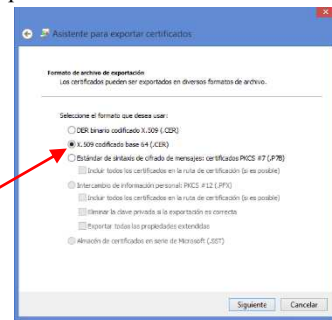 Asistente para exportar certificados
Formato de archivo de exportación
Los certificados pueden ser exportados en diversos formatos de archivo.
Seleccione el formato que desea usar:
DER binario codificado X.509 (.CER)
X.509 codificado base 64 (.CER)
Estándar de sintaxis de cifrado de mensajes: certificados PKCS #7 (.P7B)
Incluir todos los certificados en la ruta de certificación (si es posible)
Intercambio de información personal: PKCS #12 (.PFX)
Incluir todos los certificados en la ruta de certificación (si es posible)
Eliminar la clave privada si la exportación es correcta
Exportar todas las propiedades extendidas
Almacén de certificados en serie de Microsoft (.SST)
Siguiente
Cancelar